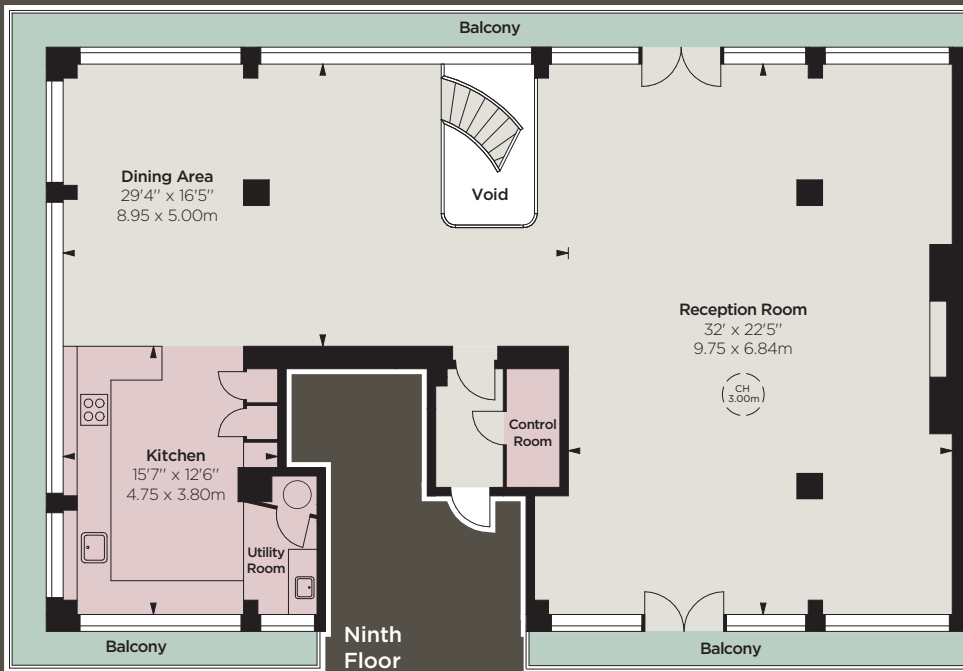 Balcony
Dining Area
29'4'' x 16'5''
8.95 x 5.00m
Void
Reception Room
32' x 22'5''
9.75 x 6.84m
CH
3.00m
Control
Room
Kitchen
15'7'' x 12'6''
4.75 x 3.80m
Utility
Room
Ninth
Floor
Balcony
Balcony